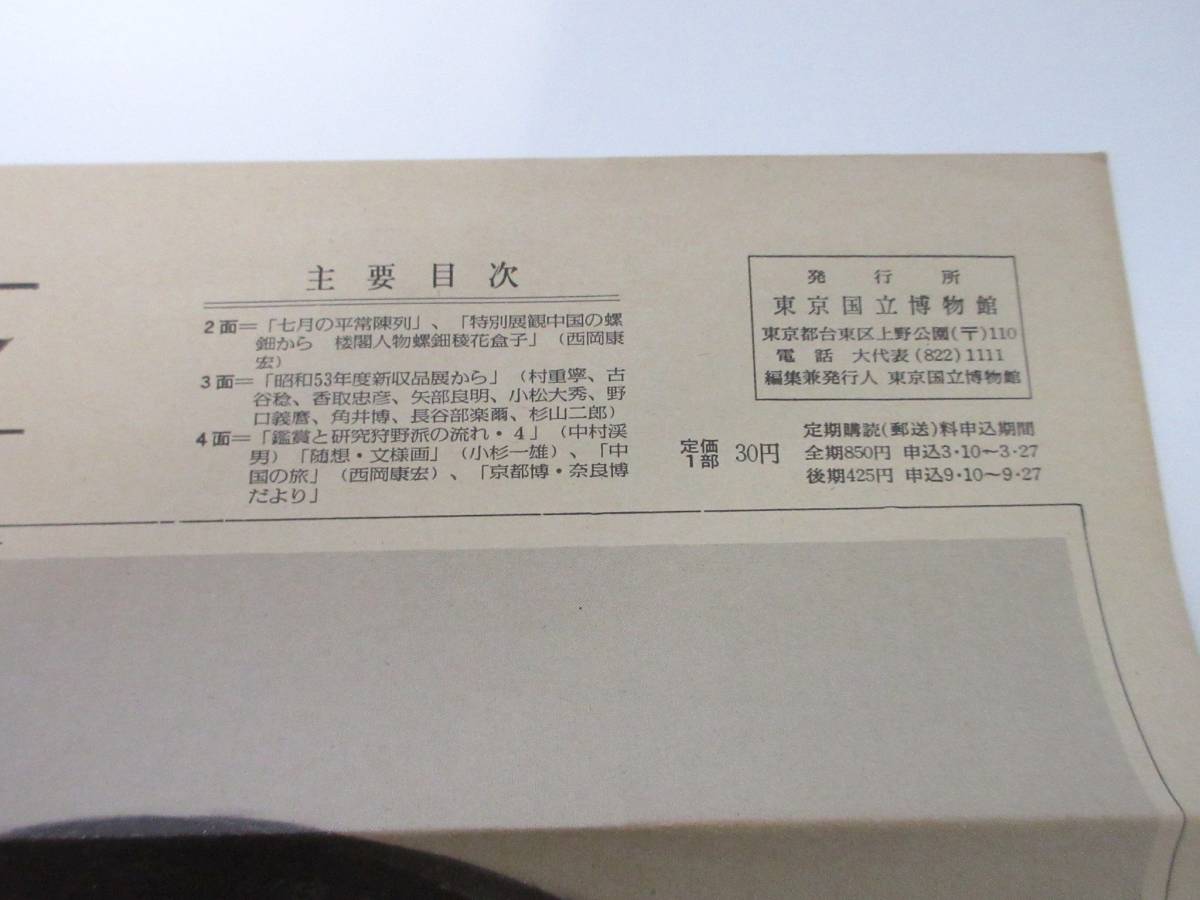 主要目次
2面=「七月の平常陳列」、「特別展観中国の螺
鈿から 楼閣人物螺鈿稜花盒子」(西岡康
宏)
3面=「昭和53年度新収品展から」(村重寧、古
谷稔、香取忠彦、矢部良明、小松大秀、野
口義麿、角井博、長谷部楽爾、杉山二郎)
4面=「鑑賞と研究狩野派の流れ・4」(中村渓
男)「随想・文様画」(小杉一雄)、「中
国の旅」(西岡康宏)、「京都博・奈良博
だより」
発行所
東京国立博物館
東京都台東区上野公園(〒)110
電話 大代表(822)1111
編集兼発行人 東京国立博物館
定価
1部 30円
定期購読(郵送)料申込期間
全期850円 申込3・10〜3・27
後期425円 申込9・10〜9・27